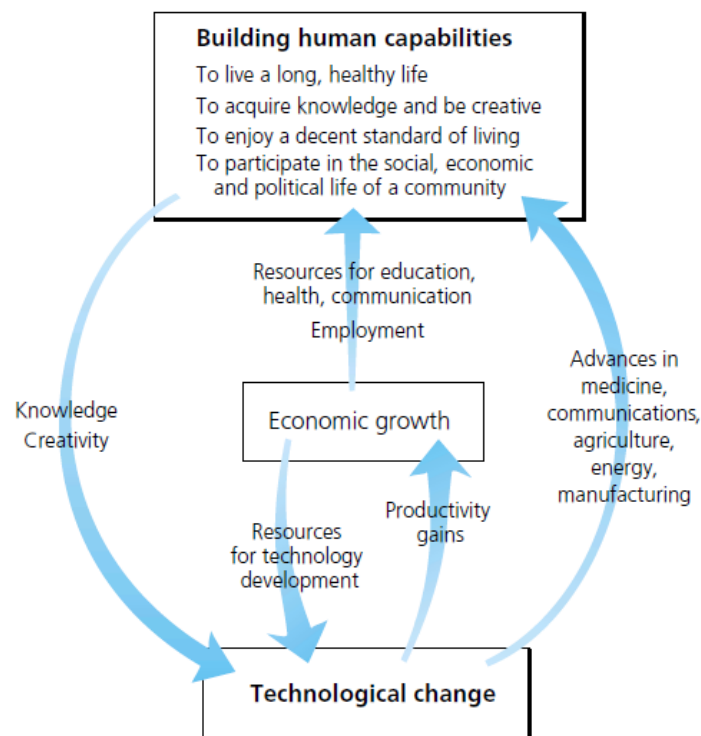 Building human capabilities
To live a long, healthy life
To acquire knowledge and be creative
To enjoy a decent standard of living
To participate in the social, economic
and political life of a community
Resources for education,
health, communication
Employment
Knowledge
Creativity
Economic growth
Advances in
medicine,
communications,
agriculture,
energy,
manufacturing
Resources
for technology
development
Productivity
gains
Technological change